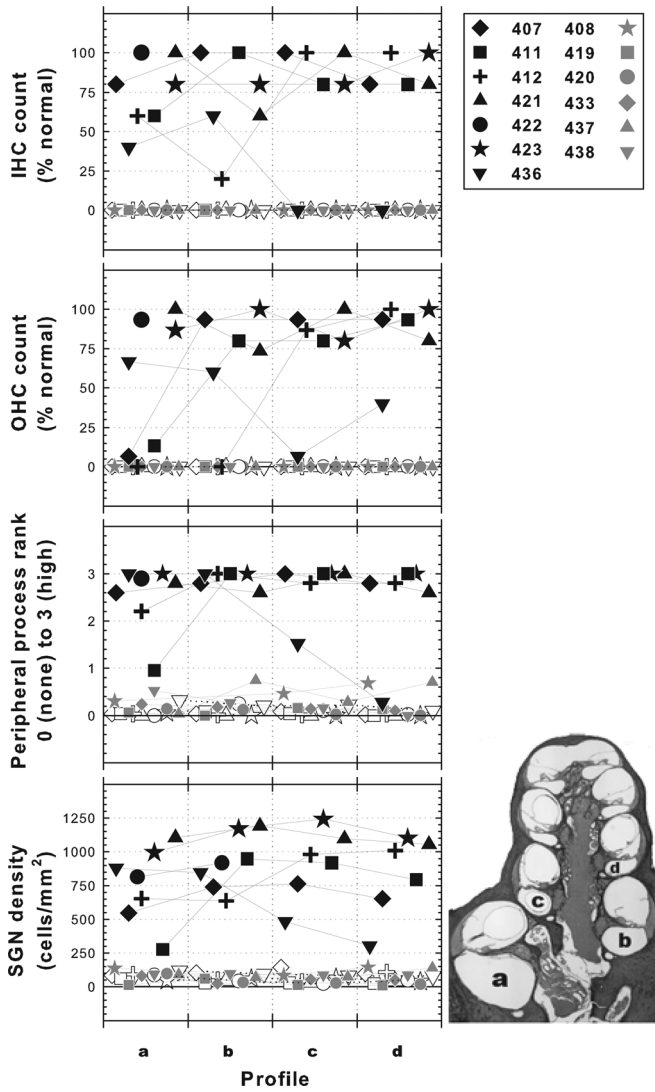 IHC count
(% normal)
100
75
50
25
0
407
411
412
421
422
423
436
408
419
420
433
437
438
OHC count
(% normal)
100
75
50
25
0
Peripheral process rank
0 (none) to 3 (high)
3
2
1
0
SGN density
(cells/mm²)
1250
1000
750
500
250
0
a b c d
Profile
d
c
b
a